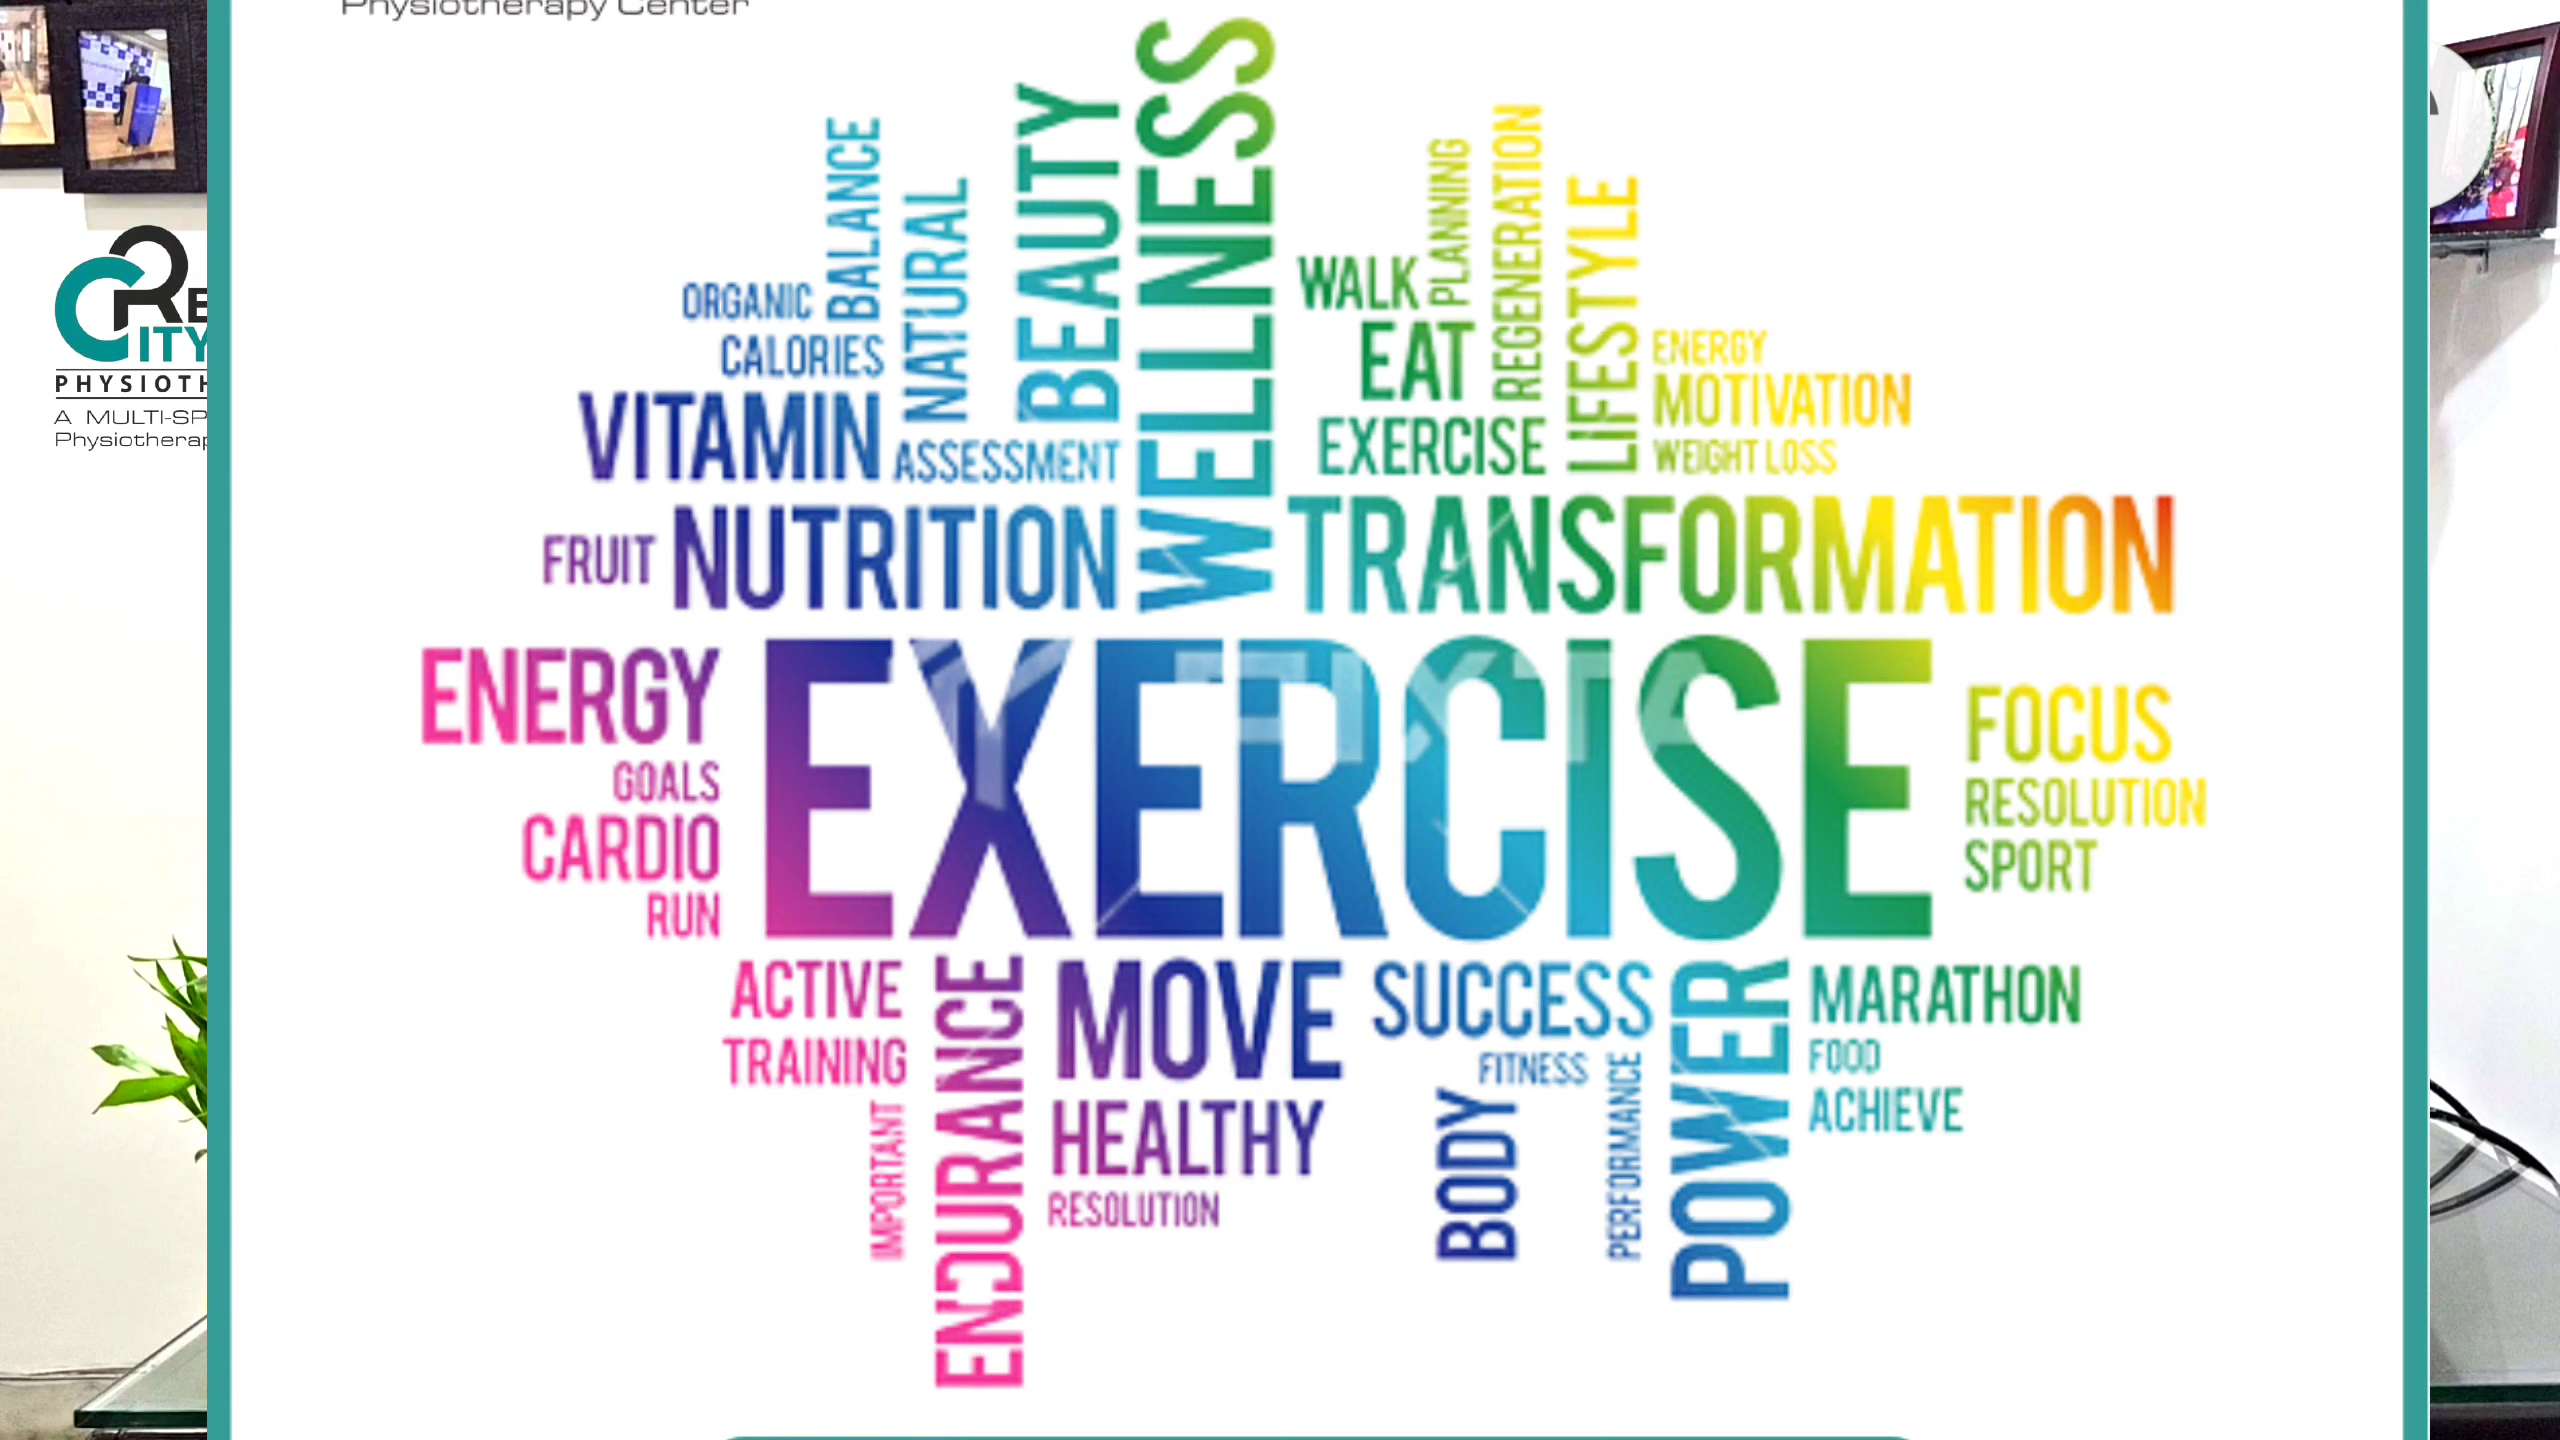 Physiotherapy Center
RE
CITY
PHYSIOTH
A MULTI-SP
Physiotherap
WELLNESS
BEAUTY
BALANCE
NATURAL
ORGANIC
CALORIES
VITAMIN
ASSESSMENT
FRUIT
NUTRITION
WALK
PLANNING
REGENERATION
LIFESTYLE
EAT
EXERCISE
ENERGY
MOTIVATION
WEIGHT LOSS
TRANSFORMATION
ENERGY
GOALS
CARDIO
RUN
EXERCISE
FOCUS
RESOLUTION
SPORT
ACTIVE
TRAINING
IMPORTANT
ENDURANCE
MOVE
HEALTHY
RESOLUTION
SUCCESS
FITNESS
BODY
PERFORMANCE
POWER
MARATHON
FOOD
ACHIEVE